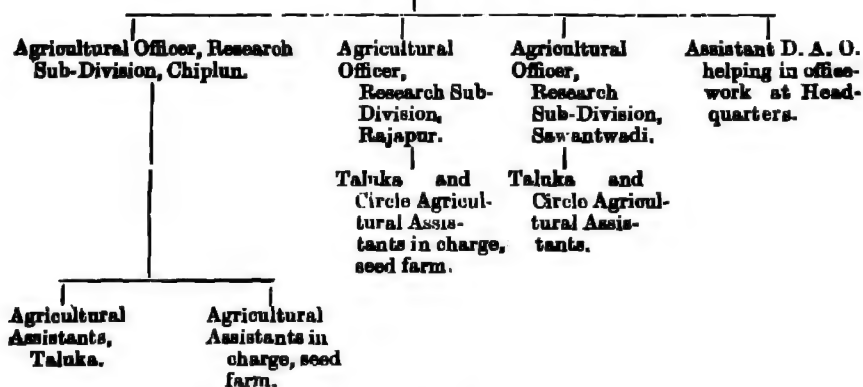 Agricultural Officer, Research
Sub-Division, Chiplun.
Agricultural
Officer,
Research Sub-
Division,
Rajapur.
Taluka and
Circle Agricul-
tural Assis-
tants in charge,
seed farm.
Agricultural
Officer,
Research
Sub-Division,
Sawantwadi.
Taluka and
Circle Agricul-
tural Assis-
tants.
Assistant D. A. O.
helping in office-
work at Head-
quarters.
Agricultural
Assistants,
Taluka.
Agricultural
Assistants in
charge, seed
farm.